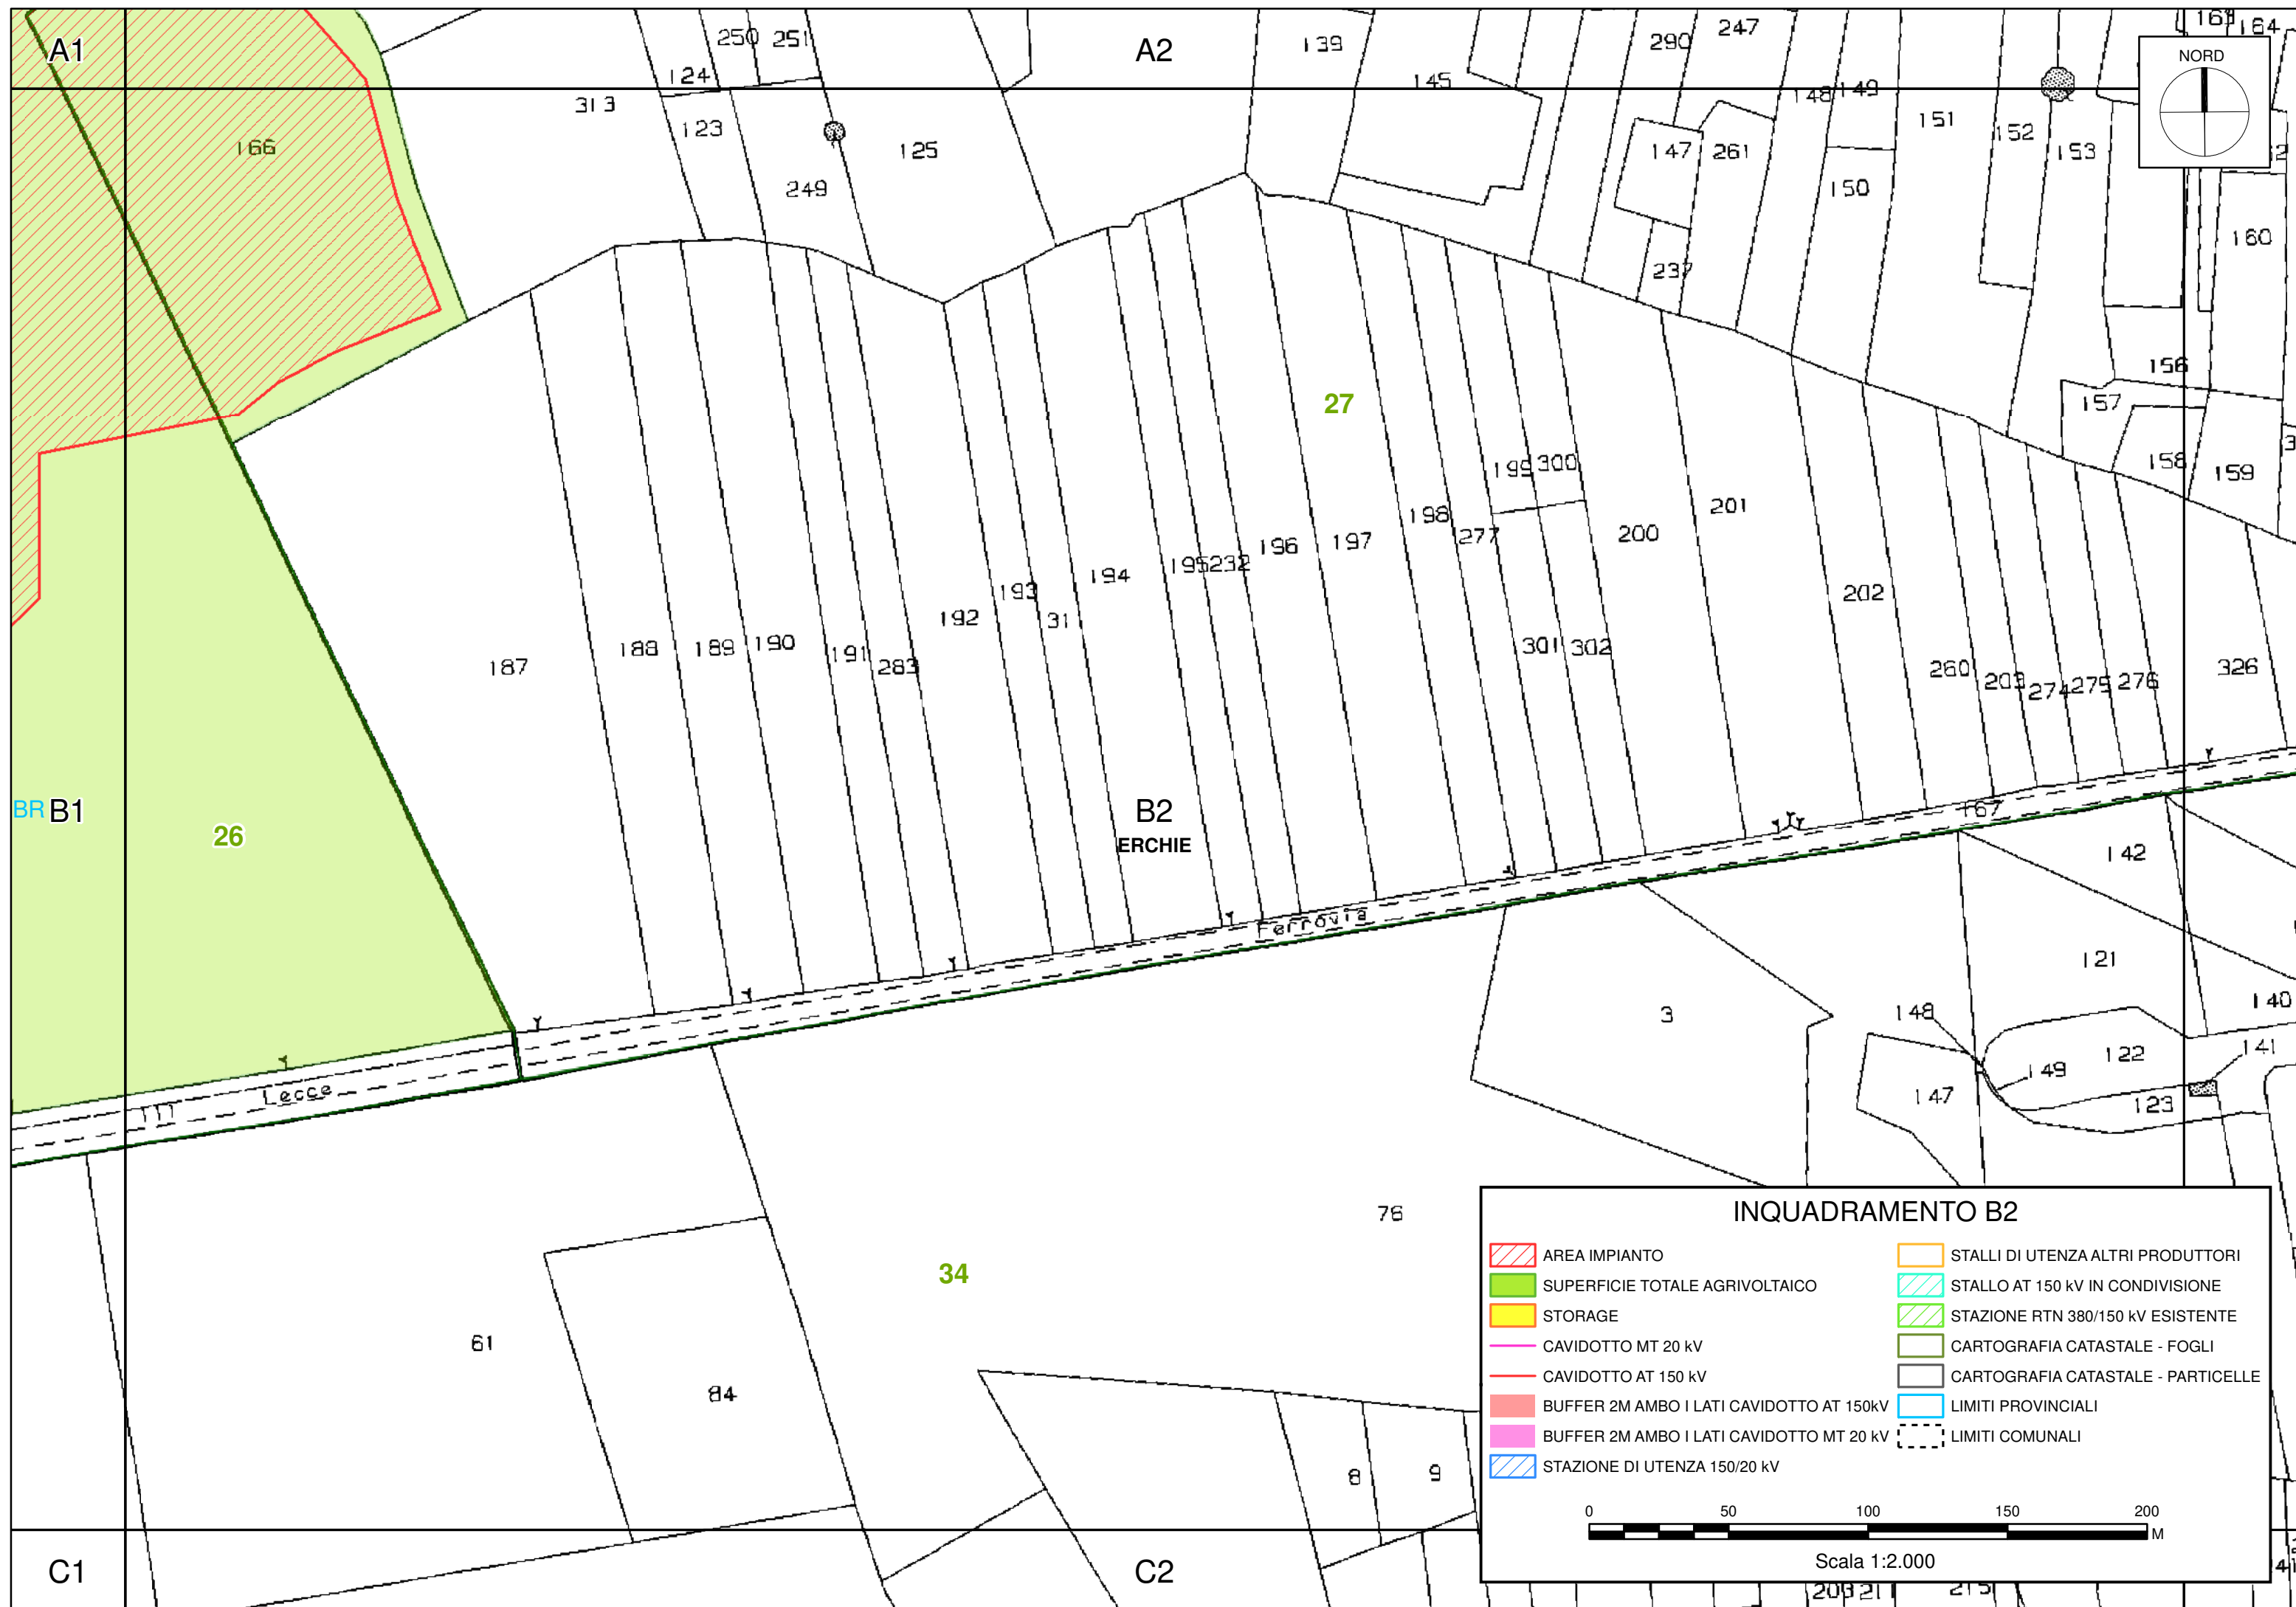 A1
A2
250
251
139
145
290
247
164
NORD
124
313
123
249
125
166
148
149
147
261
150
151
152
153
160
237
156
157
158
159
27
199
300
198
277
200
201
197
196
195
232
194
193
31
192
191
283
190
189
188
187
301
302
202
260
203
274
275
276
326
BR
B1
26
B2
ERCHIE
167
Ferrovia
Lecce
142
121
140
3
148
149
122
141
147
123
76
34
61
84
8
9
C1
C2
INQUADRAMENTO B2
AREA IMPIANTO
SUPERFICIE TOTALE AGRIVOLTAICO
STORAGE
CAVIDOTTO MT 20 kV
CAVIDOTTO AT 150 kV
BUFFER 2M AMBO I LATI CAVIDOTTO AT 150kV
BUFFER 2M AMBO I LATI CAVIDOTTO MT 20 kV
STAZIONE DI UTENZA 150/20 kV
STALLI DI UTENZA ALTRI PRODUTTORI
STALLO AT 150 kV IN CONDIVISIONE
STAZIONE RTN 380/150 kV ESISTENTE
CARTOGRAFIA CATASTALE - FOGLI
CARTOGRAFIA CATASTALE - PARTICELLE
LIMITI PROVINCIALI
LIMITI COMUNALI
0 50 100 150 200
M
Scala 1:2.000